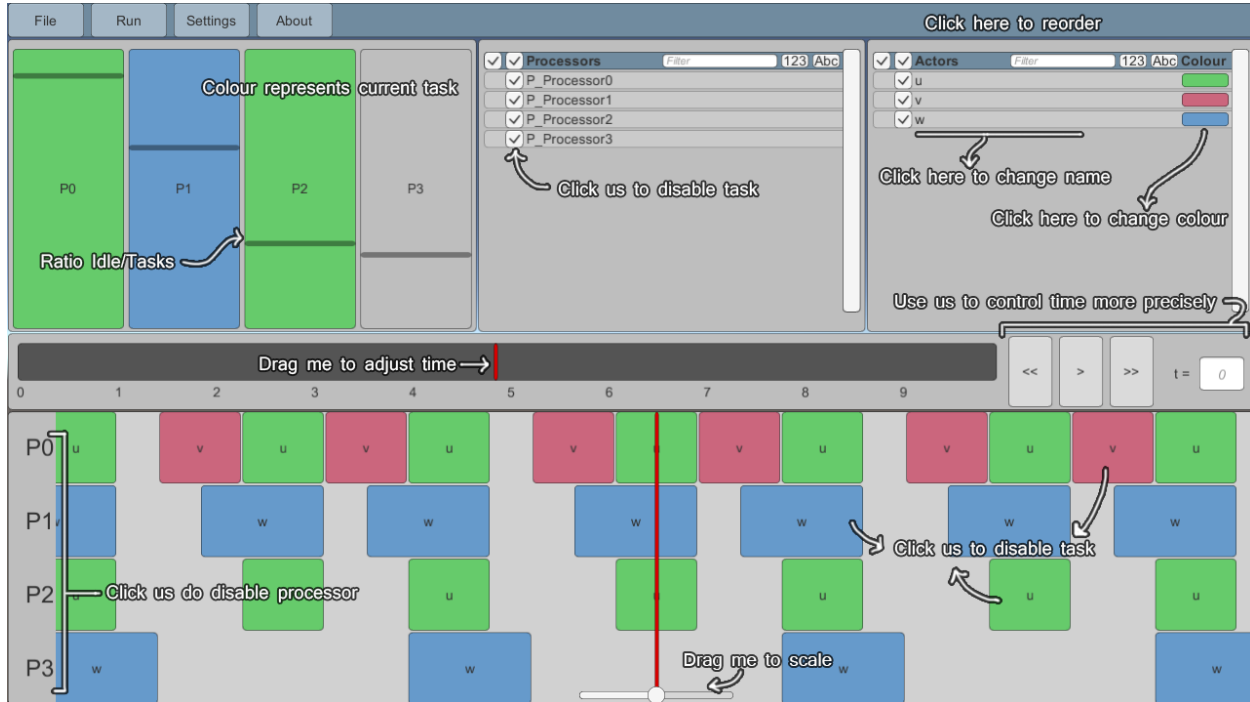 File Run Settings About Click here to reorder
Colour represents current task
P0 P1 P2 P3
Ratio Idle/Tasks
Processors Filter 123 Abc
P_Processor0
P_Processor1
P_Processor2
P_Processor3
Click us to disable task
Actors Filter 123 Abc Colour
u
v
w
Click here to change name
Click here to change colour
Use us to control time more precisely
Drag me to adjust time
<< > >> t = 0
0 1 2 3 4 5 6 7 8 9
P0 u v u v u v u v u v u v u
P1 w w w w w w w
Click us to disable task
P2 u u u u u u
Click us do disable processor
P3 w w w w
Drag me to scale